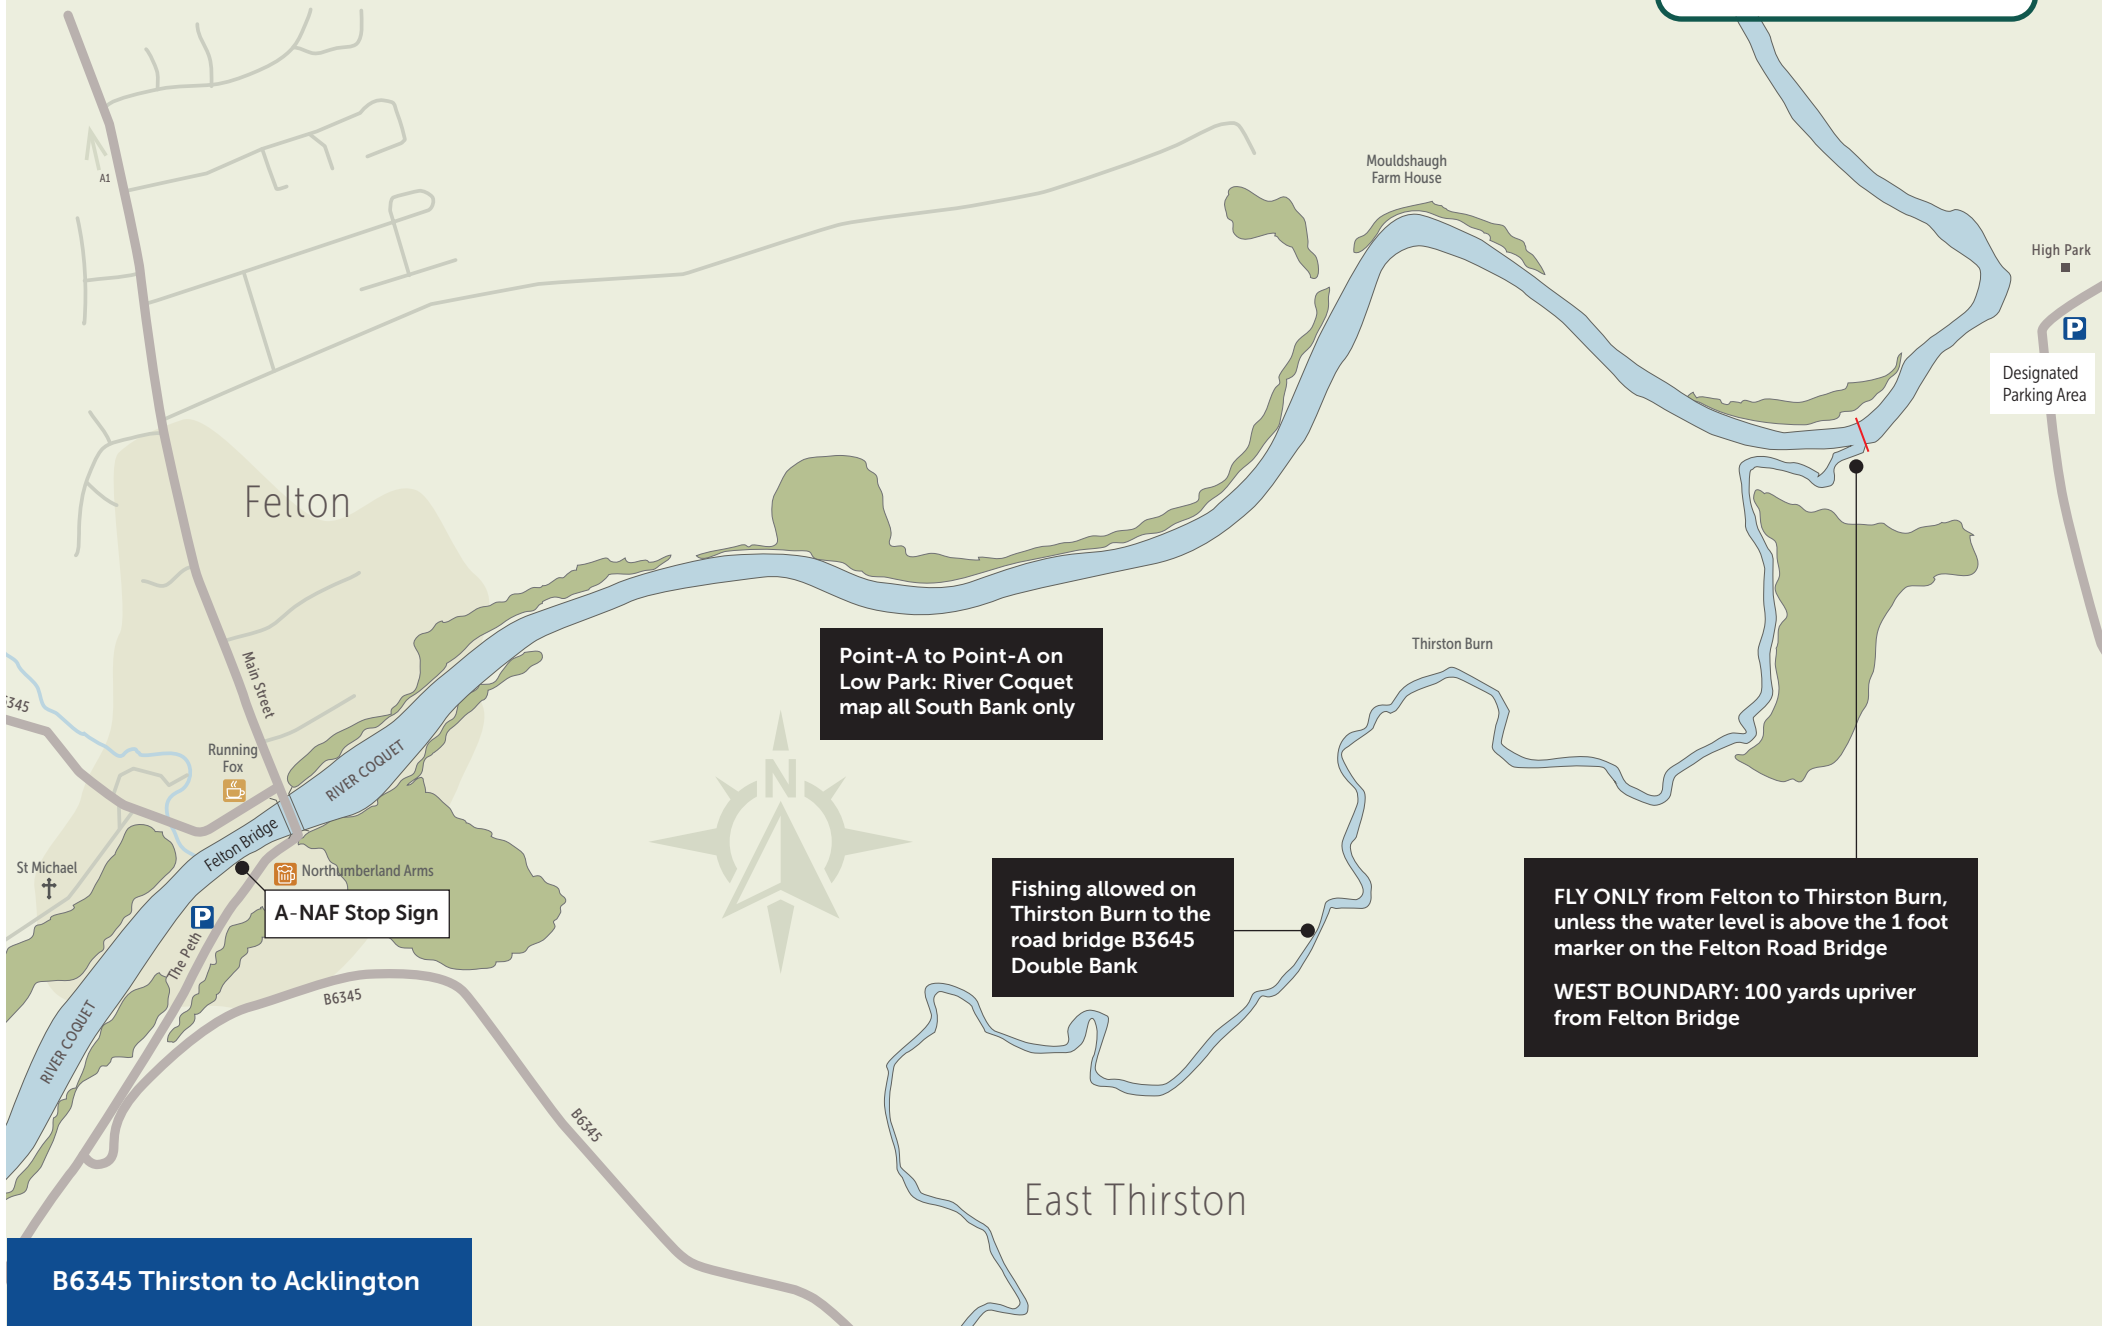 A1
Mouldshaugh
Farm House
High Park
P
Designated
Parking Area
Felton
Main Street
Point-A to Point-A on
Low Park: River Coquet
map all South Bank only
Thirston Burn
Running
Fox
RIVER COQUET
N
Felton Bridge
St Michael
Northumberland Arms
A-NAF Stop Sign
P
The Peth
Fishing allowed on
Thirston Burn to the
road bridge B3645
Double Bank
FLY ONLY from Felton to Thirston Burn,
unless the water level is above the 1 foot
marker on the Felton Road Bridge
WEST BOUNDARY: 100 yards upriver
from Felton Bridge
B6345
RIVER COQUET
B6345
East Thirston
B6345 Thirston to Acklington